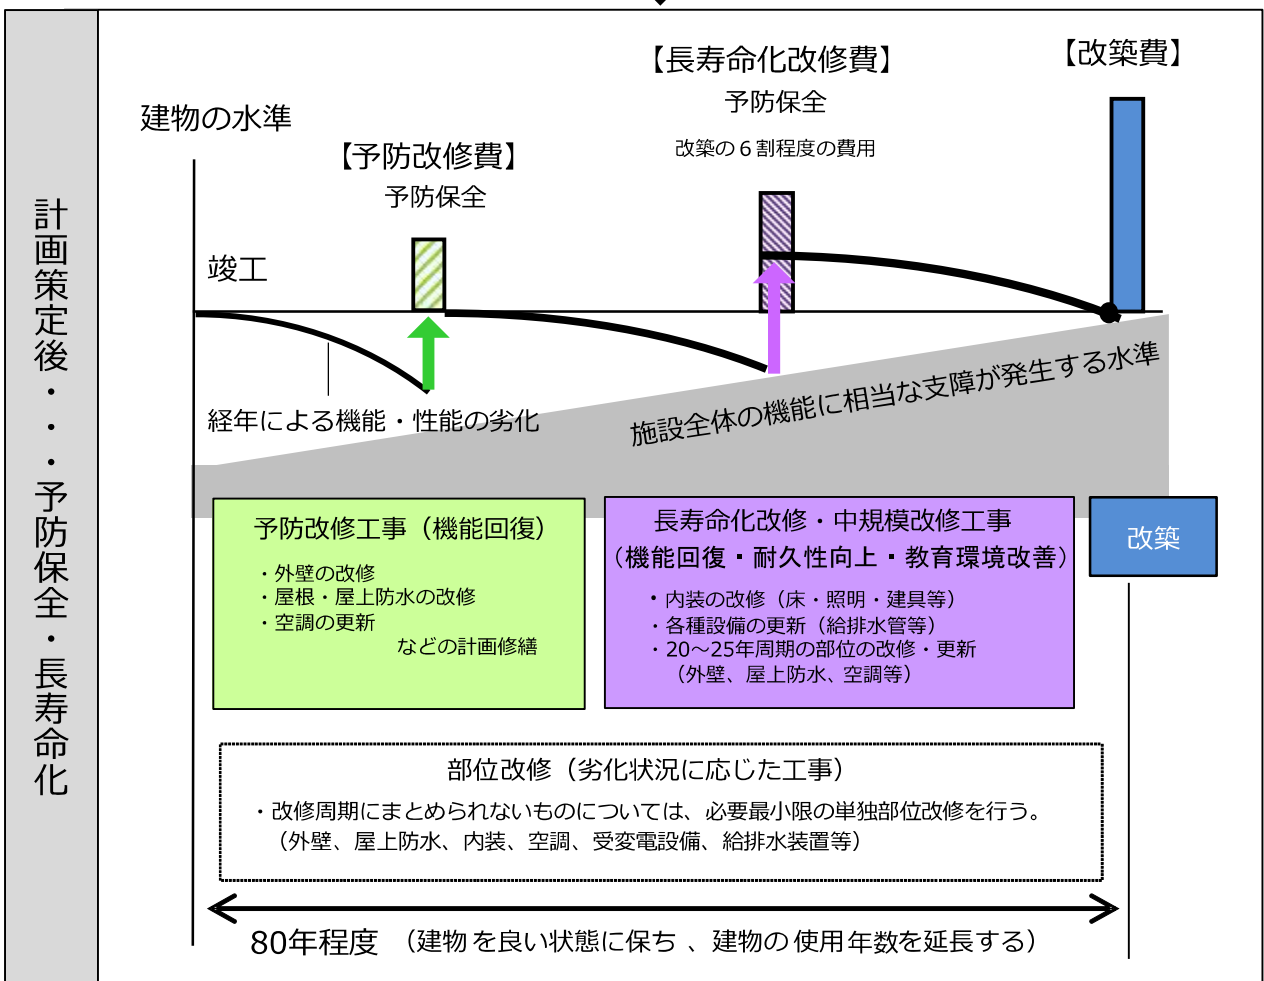 計画策定後・・・予防保全・長寿命化
【改築費】
【長寿命化改修費】
予防保全
改築の６割程度の費用
建物の水準
【予防改修費】
予防保全
竣工
経年による機能・性能の劣化
施設全体の機能に相当な支障が発生する水準
予防改修工事（機能回復）
・外壁の改修
・屋根・屋上防水の改修
・空調の更新
などの計画修繕
長寿命化改修・中規模改修工事
（機能回復・耐久性向上・教育環境改善）
・内装の改修（床・照明・建具等）
・各種設備の更新（給排水管等）
・20～25年周期の部位の改修・更新
（外壁、屋上防水、空調等）
改築
部位改修（劣化状況に応じた工事）
・改修周期にまとめられないものについては、必要最小限の単独部位改修を行う。
（外壁、屋上防水、内装、空調、受変電設備、給排水装置等）
80年程度 （建物を良い状態に保ち、建物の使用年数を延長する）